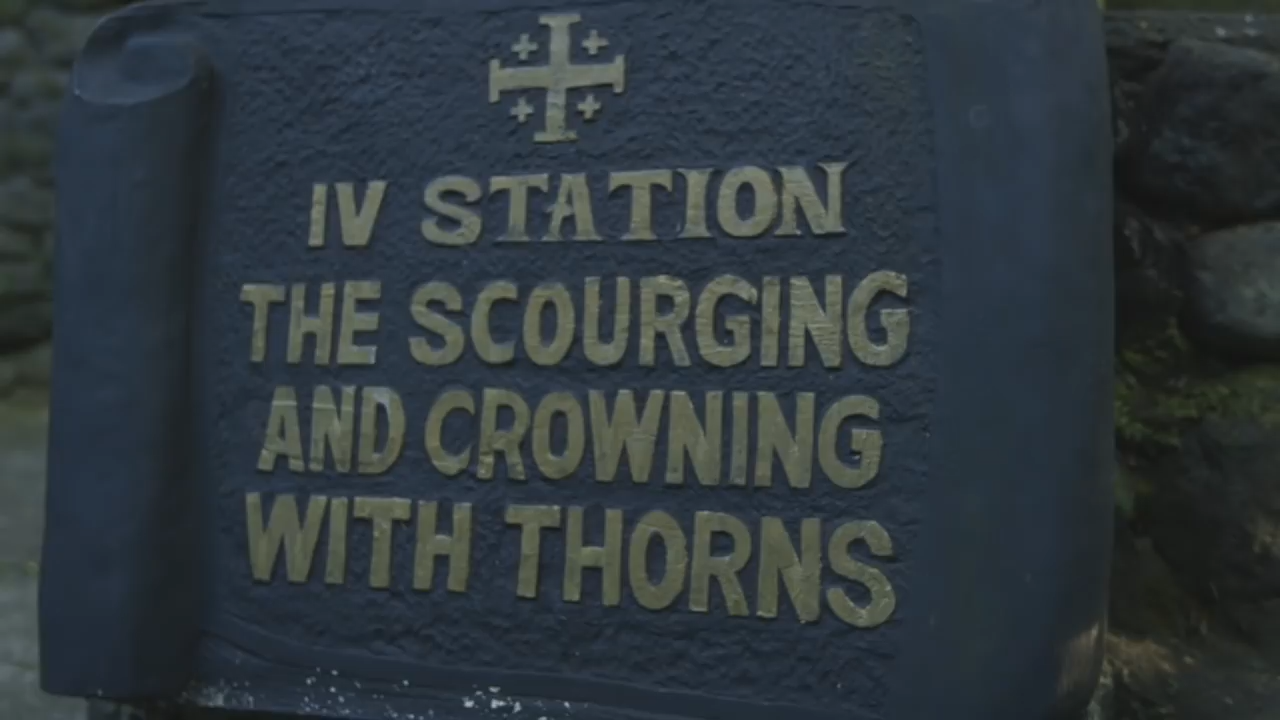 IV STATION
THE SCOURGING
AND CROWNING
WITH THORNS